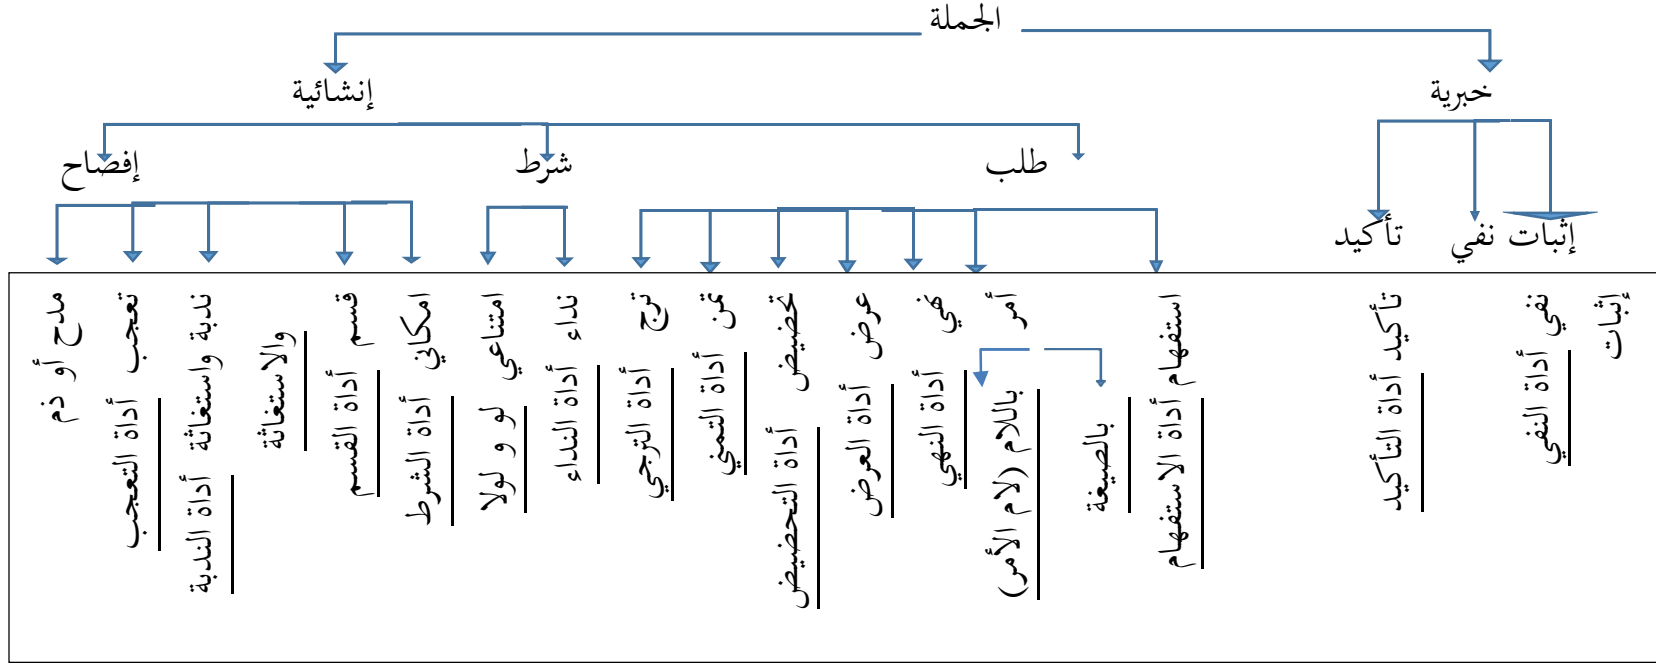 الجملة
خبرية
إنشائية
إثبات
نفي
تأكيد
طلب
شرط
إفصاح
إثبات
نفي أداة النفي
تأكيد أداة التأكيد
استفهام أداة الاستفهام
أمر
بالصيغة
باللام (لام الأمر)
نهي أداة النهي
عرض أداة العرض
تحضيض أداة التحضيض
تمن أداة التمني
ترج أداة الترجي
نداء أداة النداء
امتناعي لو و لولا
امكاني أداة الشرط
قسم أداة القسم
ندبة واستغاثة أداة الندبة
والاستغاثة
تعجب أداة التعجب
مدح أو ذم